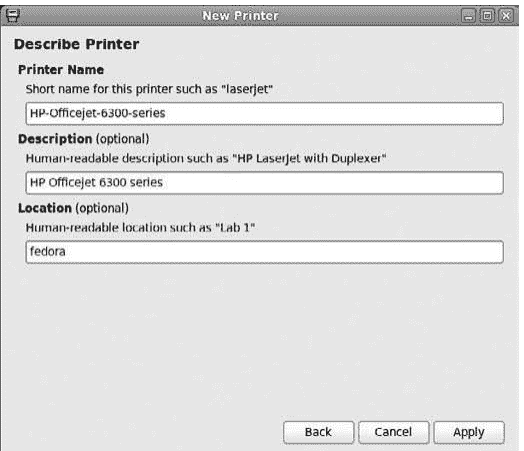 New Printer
Describe Printer
Printer Name
Short name for this printer such as "laserjet"
HP-Officejet-6300-series
Description (optional)
Human-readable description such as "HP LaserJet with Duplexer"
HP Officejet 6300 series
Location (optional)
Human-readable location such as "Lab 1"
fedora
Back Cancel Apply